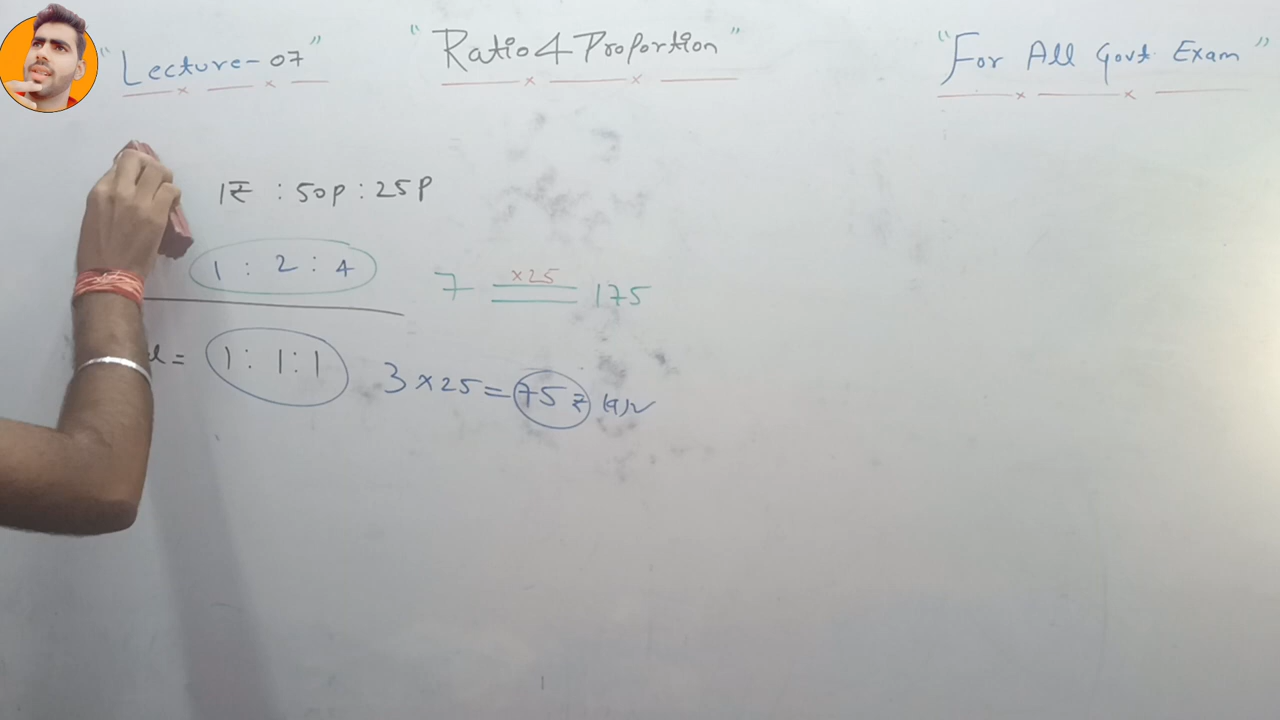 "Lecture-07"
"Ratio & Proportion"
"For All Govt. Exam"
1₹ : 50p : 25p
1 : 2 : 4
7 ×25 175
= 1 : 1 : 1
3 × 25 = 75 ₹